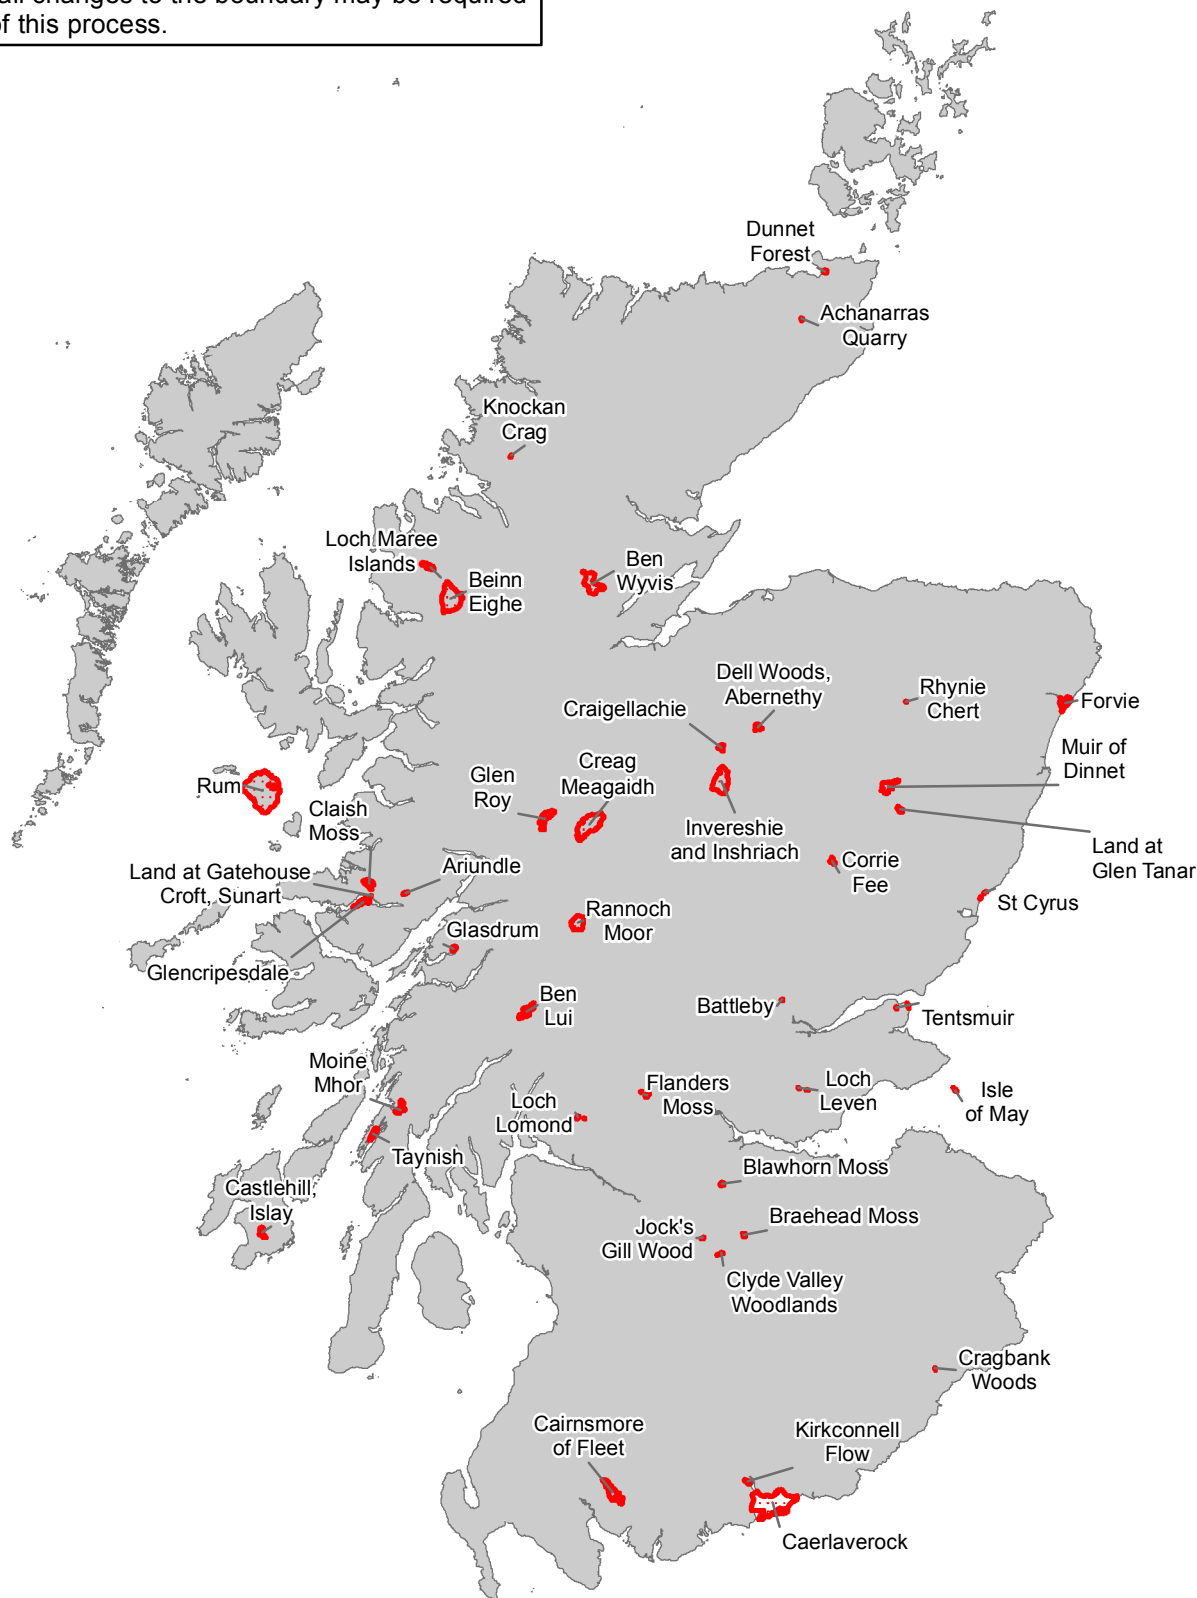 all changes to the boundary may be required
of this process.
Dunnet
Forest
Achanarras
Quarry
Knockan
Crag
Loch Maree
Islands
Beinn
Eighe
Ben
Wyvis
Dell Woods,
Abernethy
Rhynie
Chert
Forvie
Craigellachie
Muir of
Dinnet
Creag
Meagaidh
Glen
Roy
Rum
Claish
Moss
Invereshie
and Inshriach
Land at
Glen Tanar
Corrie
Fee
Land at Gatehouse
Croft, Sunart
Ariundle
St Cyrus
Rannoch
Moor
Glasdrum
Glencripesdale
Ben
Lui
Battleby
Tentsmuir
Moine
Mhor
Flanders
Moss
Loch
Leven
Isle
of May
Loch
Lomond
Taynish
Blawhorn Moss
Castlehill,
Islay
Braehead Moss
Jock's
Gill Wood
Clyde Valley
Woodlands
Cragbank
Woods
Cairnsmore
of Fleet
Kirkconnell
Flow
Caerlaverock